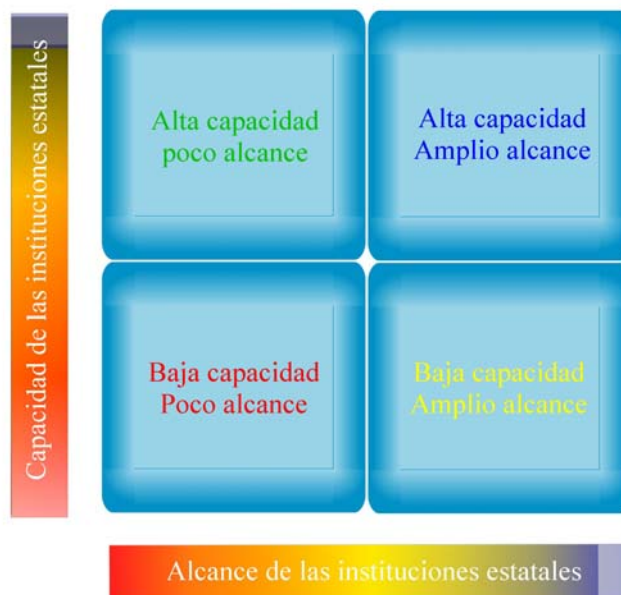 Capacidad de las instituciones estatales
Alta capacidad
poco alcance
Alta capacidad
Amplio alcance
Baja capacidad
Poco alcance
Baja capacidad
Amplio alcance
Alcance de las instituciones estatales